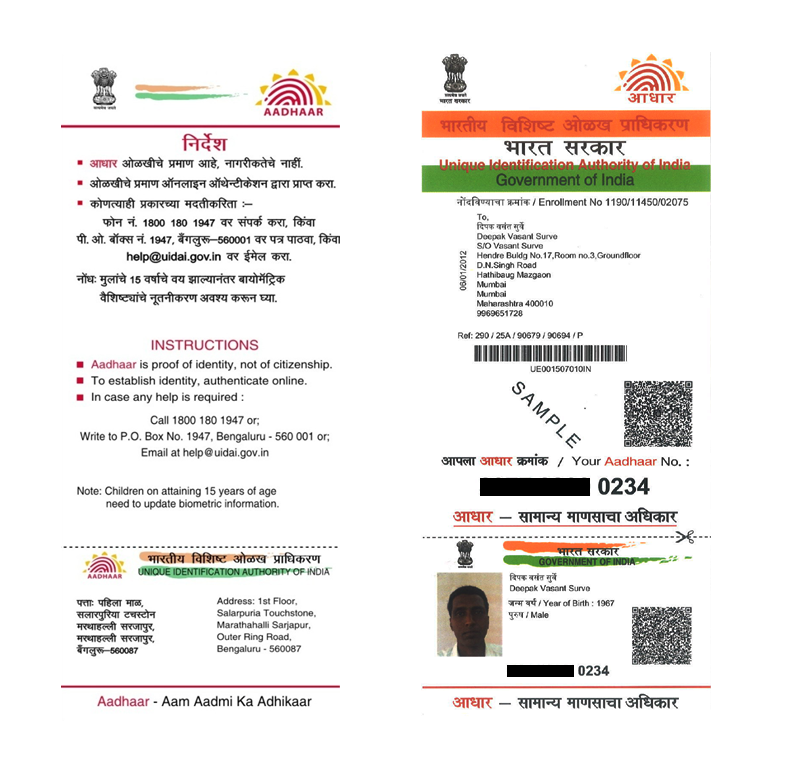 AADHAAR
निर्देश
आधार ओळखीचे प्रमाण आहे, नागरीकतेचे नाहीं.
ओळखीचे प्रमाण ऑनलाइन ऑथेन्टीकेशन द्वारा प्राप्त करा.
कोणत्याही प्रकारच्या मदतीकरिता :–
फोन नं. 1800 180 1947 वर संपर्क करा, किंवा
पी. ओ. बॉक्स नं. 1947, बैंगलुरू–560001 वर पत्र पाठवा, किंवा
help@uidai.gov.in वर ईमेल करा.
नोंघ: मुलांचे 15 वर्षाचे वय झाल्यानंतर बायोमॅट्रिक
वैशिष्ट्यांचे नूतनीकरण अवश्य करून घ्या.
INSTRUCTIONS
Aadhaar is proof of identity, not of citizenship.
To establish identity, authenticate online.
In case any help is required :
Call 1800 180 1947 or;
Write to P.O. Box No. 1947, Bengaluru - 560 001 or;
Email at help@uidai.gov.in
Note: Children on attaining 15 years of age
need to update biometric information.
AADHAAR
भारतीय विशिष्ट ओळख प्राधिकरण
UNIQUE IDENTIFICATION AUTHORITY OF INDIA
पत्ताः पहिला माळ,
सलारपुरिया टचस्टोन
मरथाहल्ली सरजापुर,
मरथाहल्ली सरजापुर,
बैंगलुरू–560087
Address: 1st Floor,
Salarpuria Touchstone,
Marathahalli Sarjapur,
Outer Ring Road,
Bengaluru - 560087
Aadhaar - Aam Aadmi Ka Adhikaar
सत्यमेव जयते
भारत सरकार
आधार
भारतीय विशिष्ट ओळख प्राधिकरण
भारत सरकार
Unique Identification Authority of India
Government of India
नोंदविण्याचा क्रमांक / Enrollment No 1190/11450/02075
To,
दिपक वसंत सुर्वे
Deepak Vasant Surve
S/O Vasant Surve
Hendre Buldg No.17,Room no.3,Groundfloor
D.N.Singh Road
Hathibaug Mazgaon
Mumbai
Mumbai
Maharashtra 400010
9969651728
06/01/2012
Ref: 290 / 25A / 90679 / 90694 / P
UE001507010IN
SAMPLE
आपला आधार क्रमांक / Your Aadhaar No. :
0234
आधार – सामान्य माणसाचा अधिकार
भारत सरकार
GOVERNMENT OF INDIA
दिपक वसंत सुर्वे
Deepak Vasant Surve
जन्म वर्ष / Year of Birth : 1967
पुरुष / Male
0234
आधार – सामान्य माणसाचा अधिकार